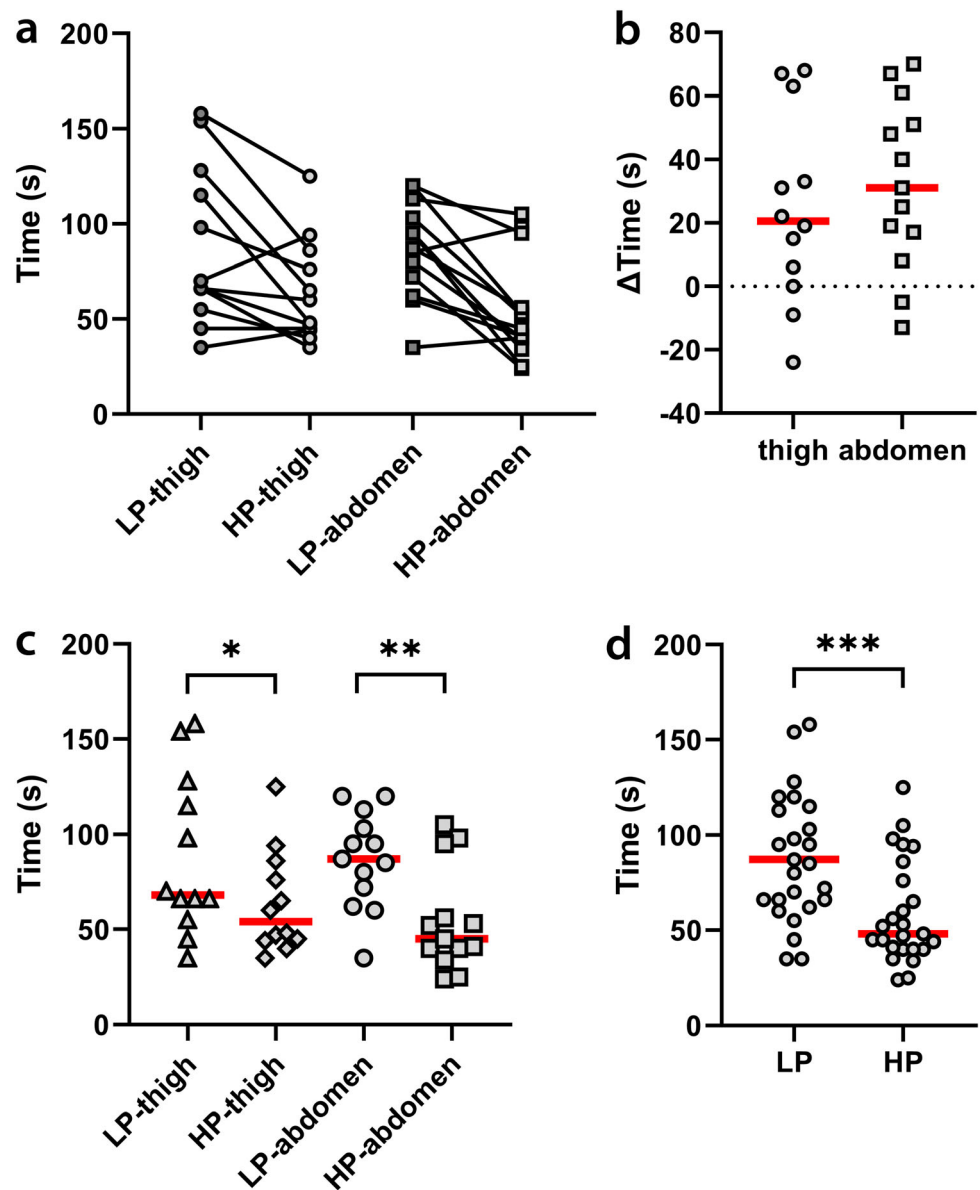 a
200
150
100
50
0
Time (s)
LP-thigh
HP-thigh
LP-abdomen
HP-abdomen
b
80
60
40
20
0
-20
-40
ΔTime (s)
thigh abdomen
c
200
150
100
50
0
Time (s)
* **
LP-thigh
HP-thigh
LP-abdomen
HP-abdomen
d
200
150
100
50
0
Time (s)
***
LP HP